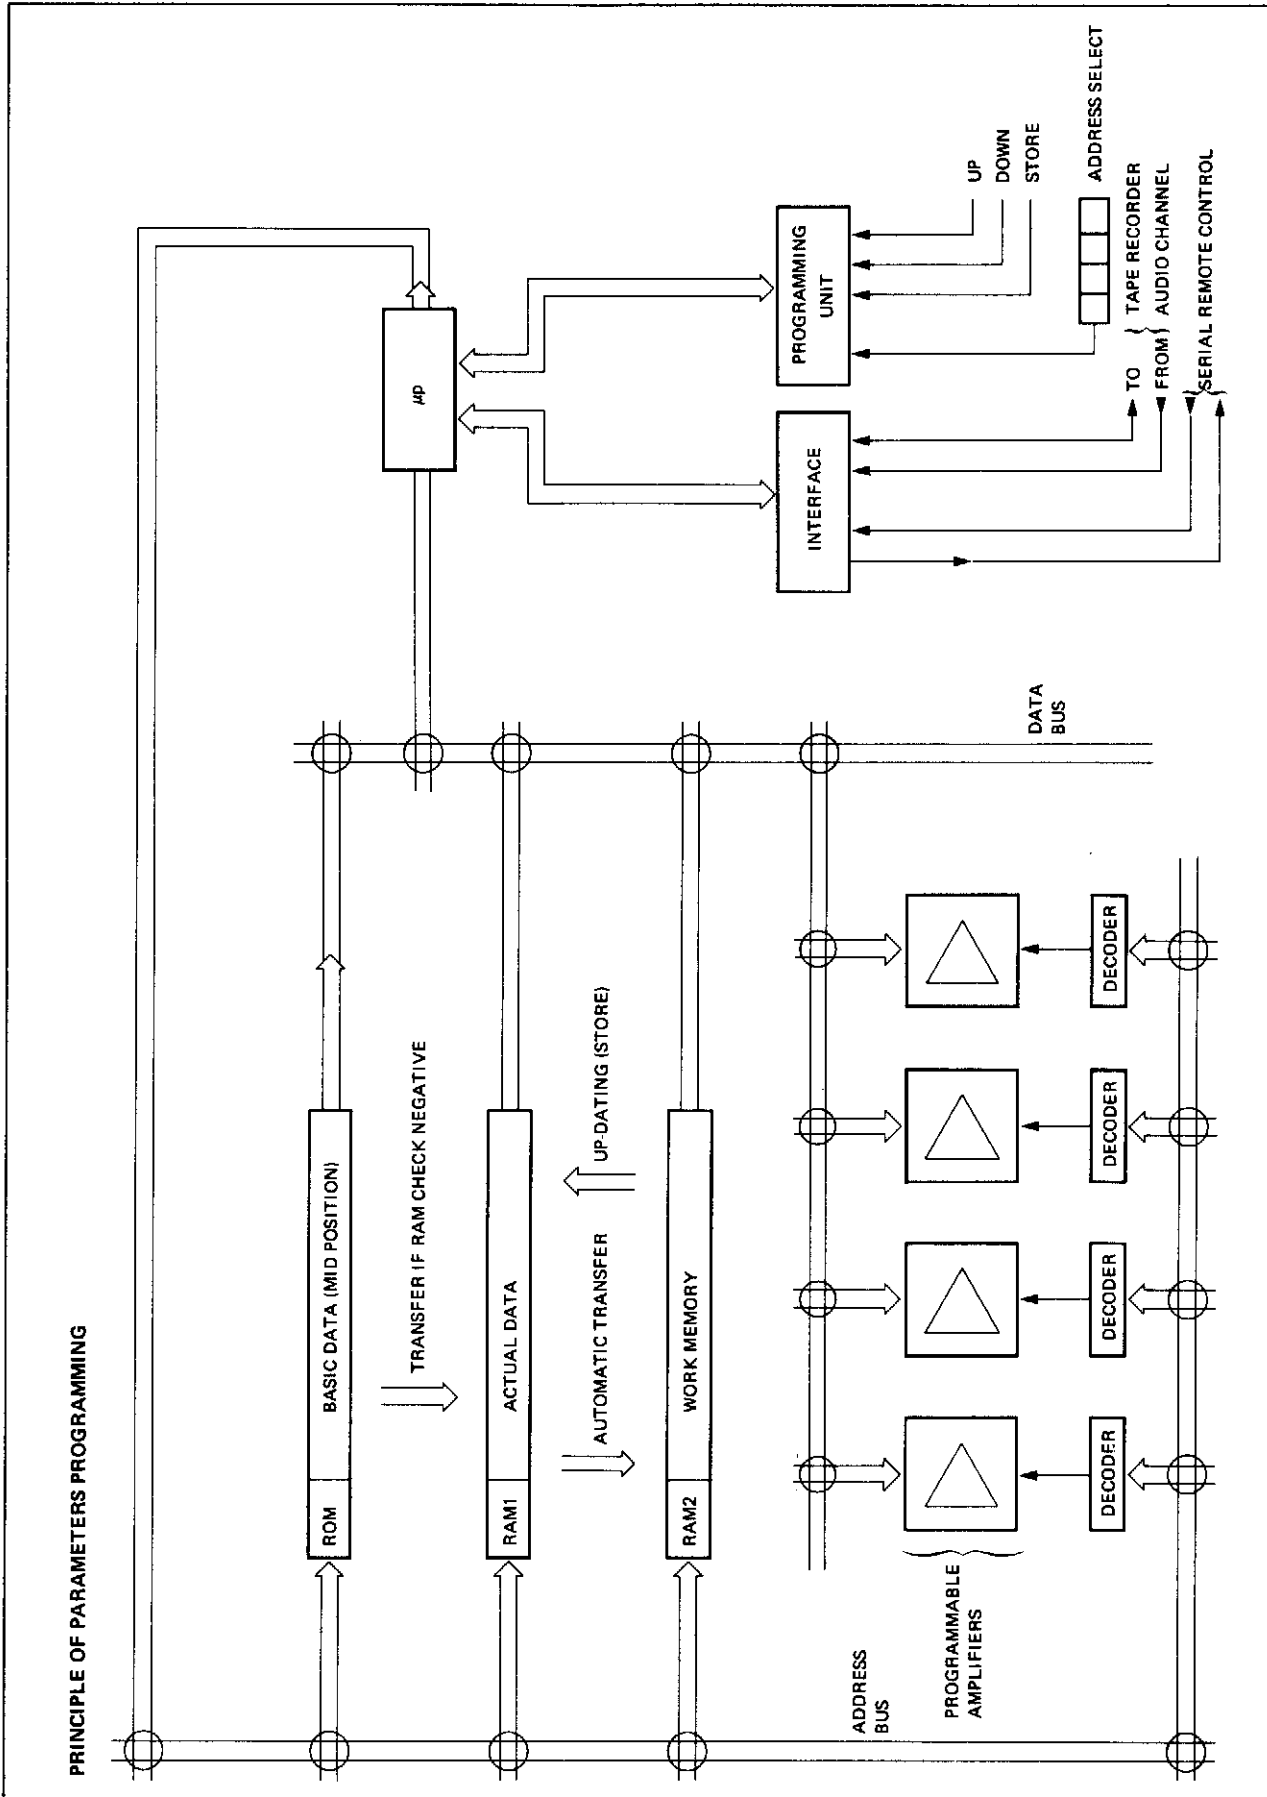 PRINCIPLE OF PARAMETERS PROGRAMMING
ROM
BASIC DATA (MID POSITION)
TRANSFER IF RAM CHECK NEGATIVE
RAM1
ACTUAL DATA
AUTOMATIC TRANSFER
UP-DATING (STORE)
RAM2
WORK MEMORY
μp
ADDRESS
BUS
PROGRAMMABLE
AMPLIFIERS
DECODER
DECODER
DECODER
DECODER
DATA
BUS
INTERFACE
PROGRAMMING
UNIT
UP
DOWN
STORE
ADDRESS SELECT
TO
TAPE RECORDER
FROM
AUDIO CHANNEL
SERIAL REMOTE CONTROL